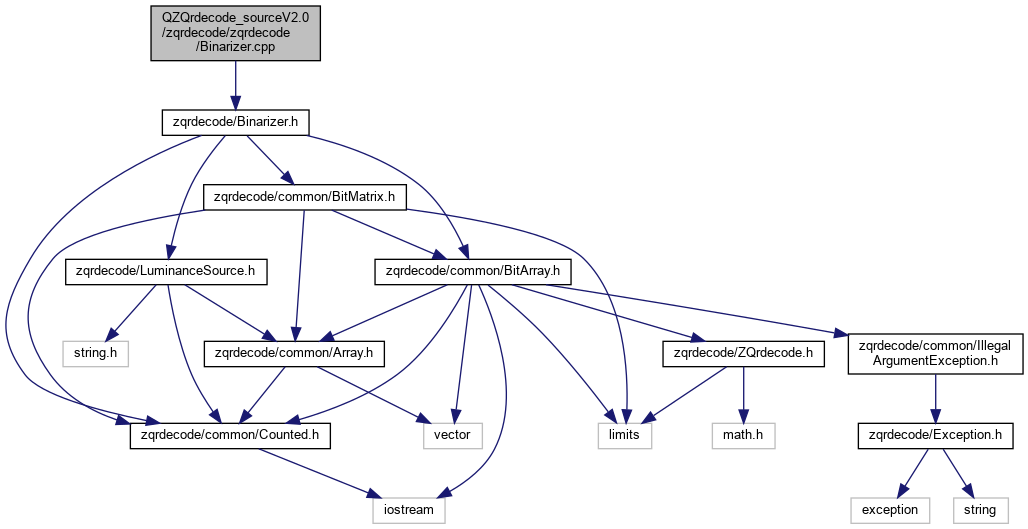 QZQrdecode_sourceV2.0
/zqrdecode/zqrdecode
/Binarizer.cpp
zqrdecode/Binarizer.h
zqrdecode/common/BitMatrix.h
zqrdecode/LuminanceSource.h
zqrdecode/common/BitArray.h
string.h
zqrdecode/common/Array.h
zqrdecode/ZQrdecode.h
zqrdecode/common/Illegal
ArgumentException.h
zqrdecode/common/Counted.h
vector
limits
math.h
zqrdecode/Exception.h
iostream
exception
string